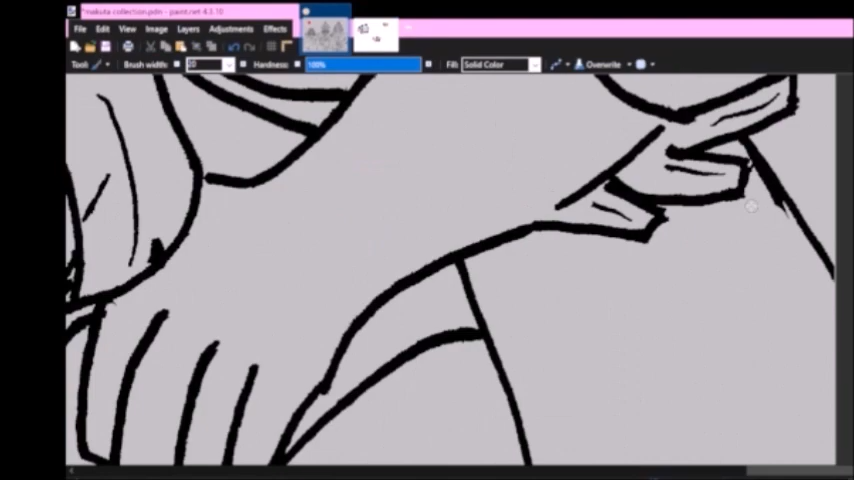 *makuta collection.pdn - paint.net 4.3.10
File Edit View Image Layers Adjustments Effects
Tool: Brush width: 20 Hardness: 100% Fill: Solid Color Overwrite